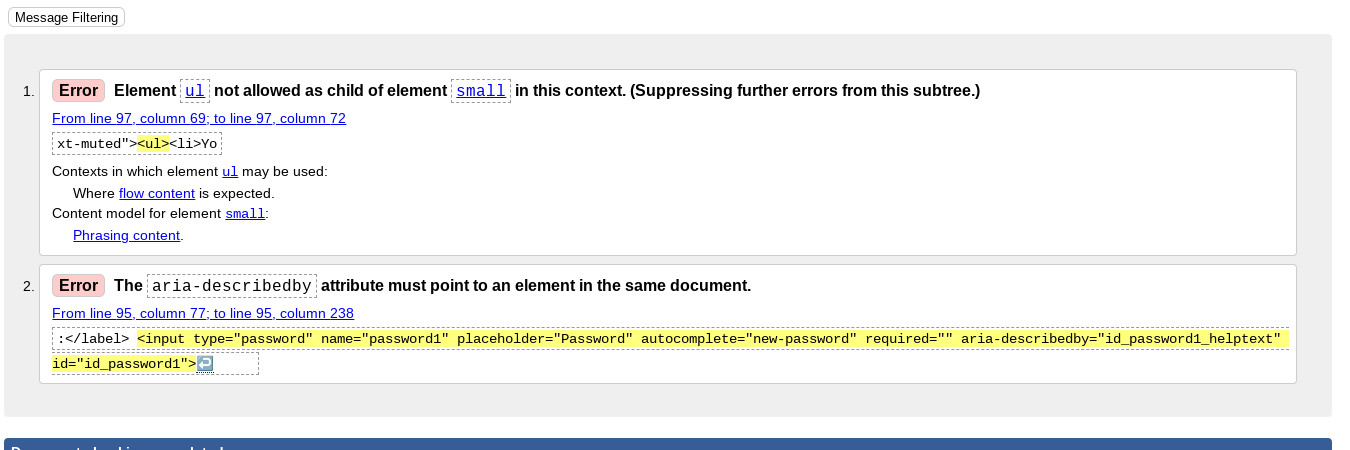 Message Filtering
1. Error Element ul not allowed as child of element small in this context. (Suppressing further errors from this subtree.)
From line 97, column 69; to line 97, column 72
xt-muted"><ul><li>Yo
Contexts in which element ul may be used:
Where flow content is expected.
Content model for element small:
Phrasing content.
2. Error The aria-describedby attribute must point to an element in the same document.
From line 95, column 77; to line 95, column 238
:</label> <input type="password" name="password1" placeholder="Password" autocomplete="new-password" required="" aria-describedby="id_password1_helptext"
id="id_password1">↩